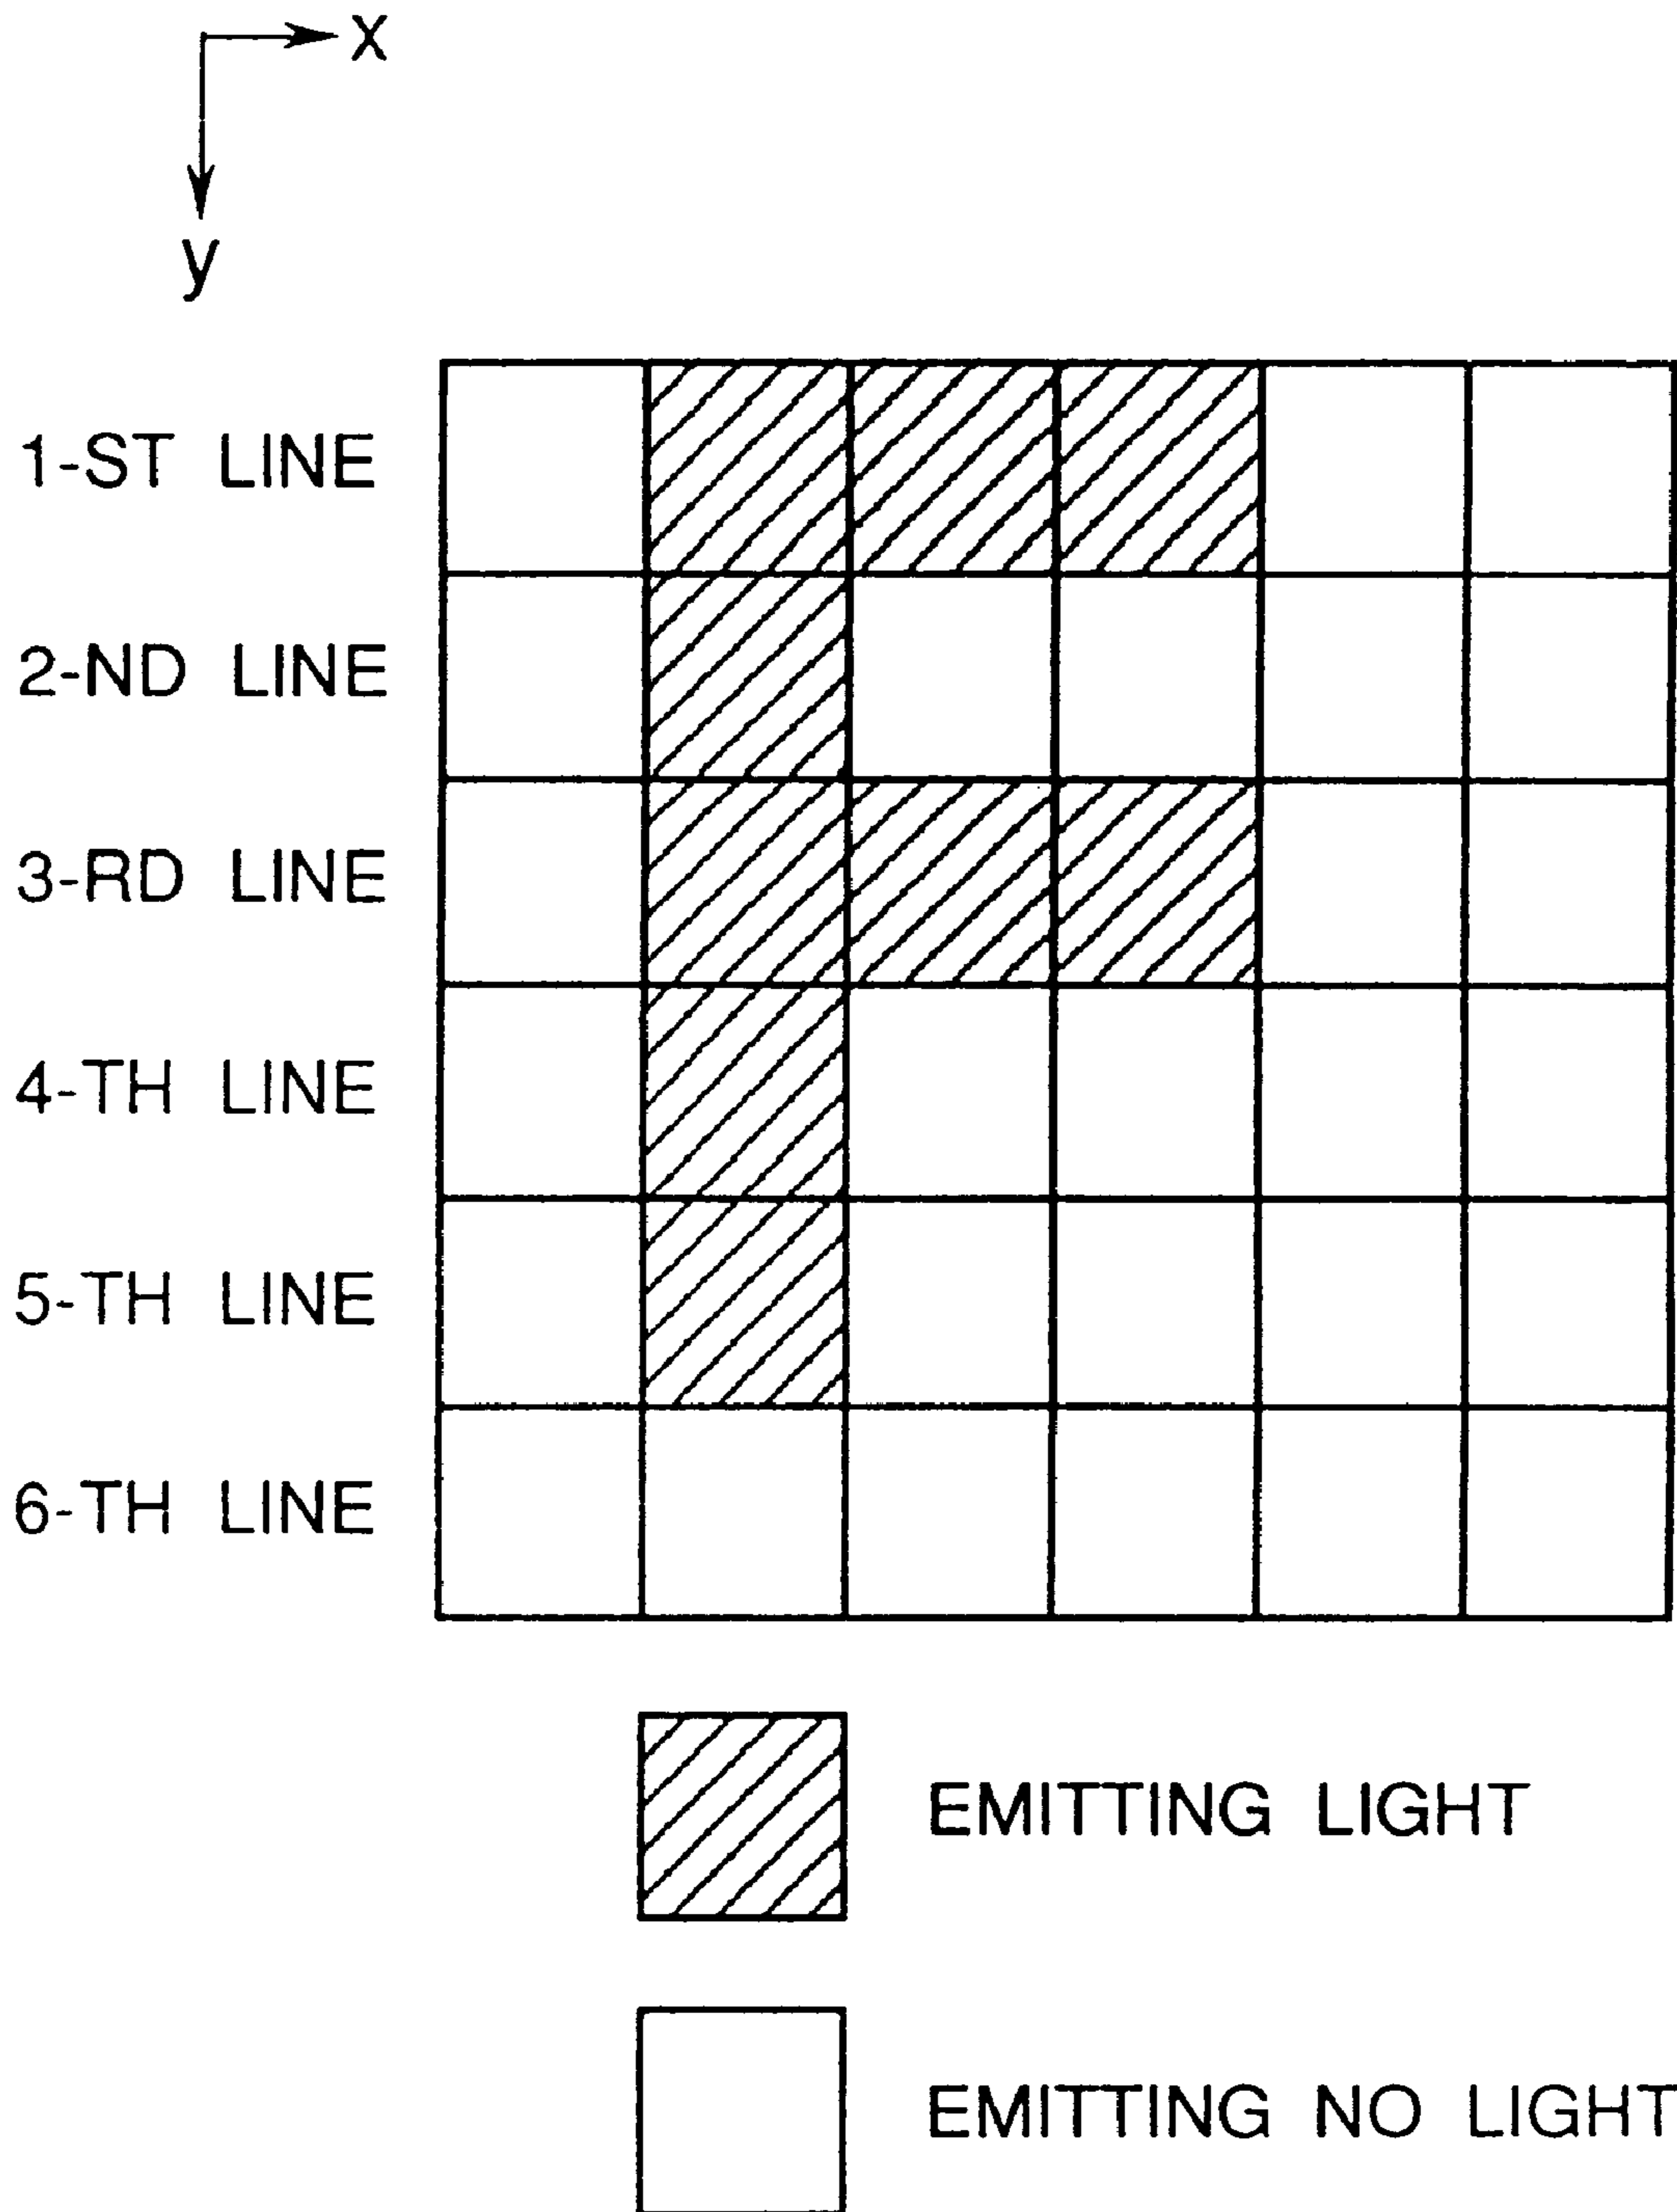 x
y
1-ST LINE
2-ND LINE
3-RD LINE
4-TH LINE
5-TH LINE
6-TH LINE
EMITTING LIGHT
EMITTING NO LIGHT